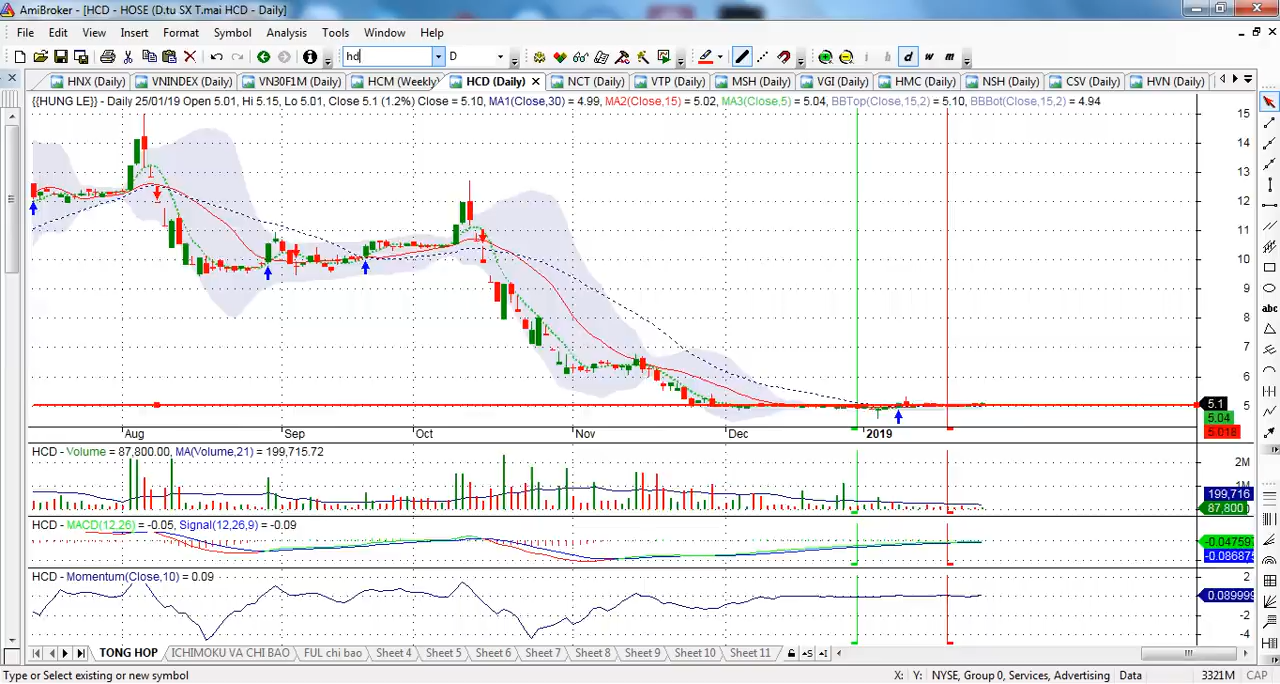 AmiBroker - [HCD - HOSE (D.tu SX T.mai HCD - Daily]
File Edit View Insert Format Symbol Analysis Tools Window Help
hd D i h d w m
HNX (Daily) VNINDEX (Daily) VN30F1M (Daily) HCM (Weekly) HCD (Daily) NCT (Daily) VTP (Daily) MSH (Daily) VGI (Daily) HMC (Daily) NSH (Daily) CSV (Daily) HVN (Daily)
{{HUNG LE}} - Daily 25/01/19 Open 5.01, Hi 5.15, Lo 5.01, Close 5.1 (1.2%) Close = 5.10, MA1(Close,30) = 4.99, MA2(Close,15) = 5.02, MA3(Close,5) = 5.04, BBTop(Close,15,2) = 5.10, BBBot(Close,15,2) = 4.94
15
14
13
12
11
10
9
8
7
6
5
5.1
5.04
5.018
abc
Aug Sep Oct Nov Dec 2019
HCD - Volume = 87,800.00, MA(Volume,21) = 199,715.72
2M
1M
199,716
87,800
HCD - MACD(12,26) = -0.05, Signal(12,26,9) = -0.09
-0.04759
-0.08687
HCD - Momentum(Close,10) = 0.09
2
0.089999
-2
-4
TONG HOP ICHIMOKU VA CHI BAO FUL chi bao Sheet 4 Sheet 5 Sheet 6 Sheet 7 Sheet 8 Sheet 9 Sheet 10 Sheet 11
Type or Select existing or new symbol X: Y: NYSE, Group 0, Services, Advertising Data 3321M CAP